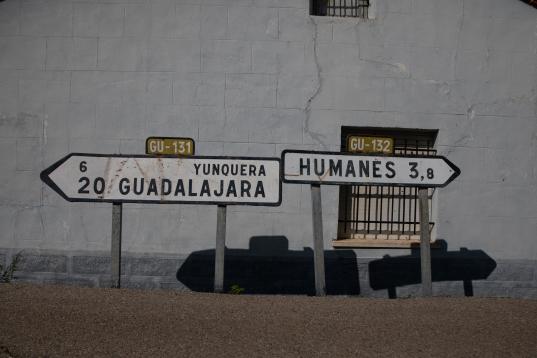 GU-131
6 YUNQUERA
20 GUADALAJARA
GU-132
HUMANES 3,8